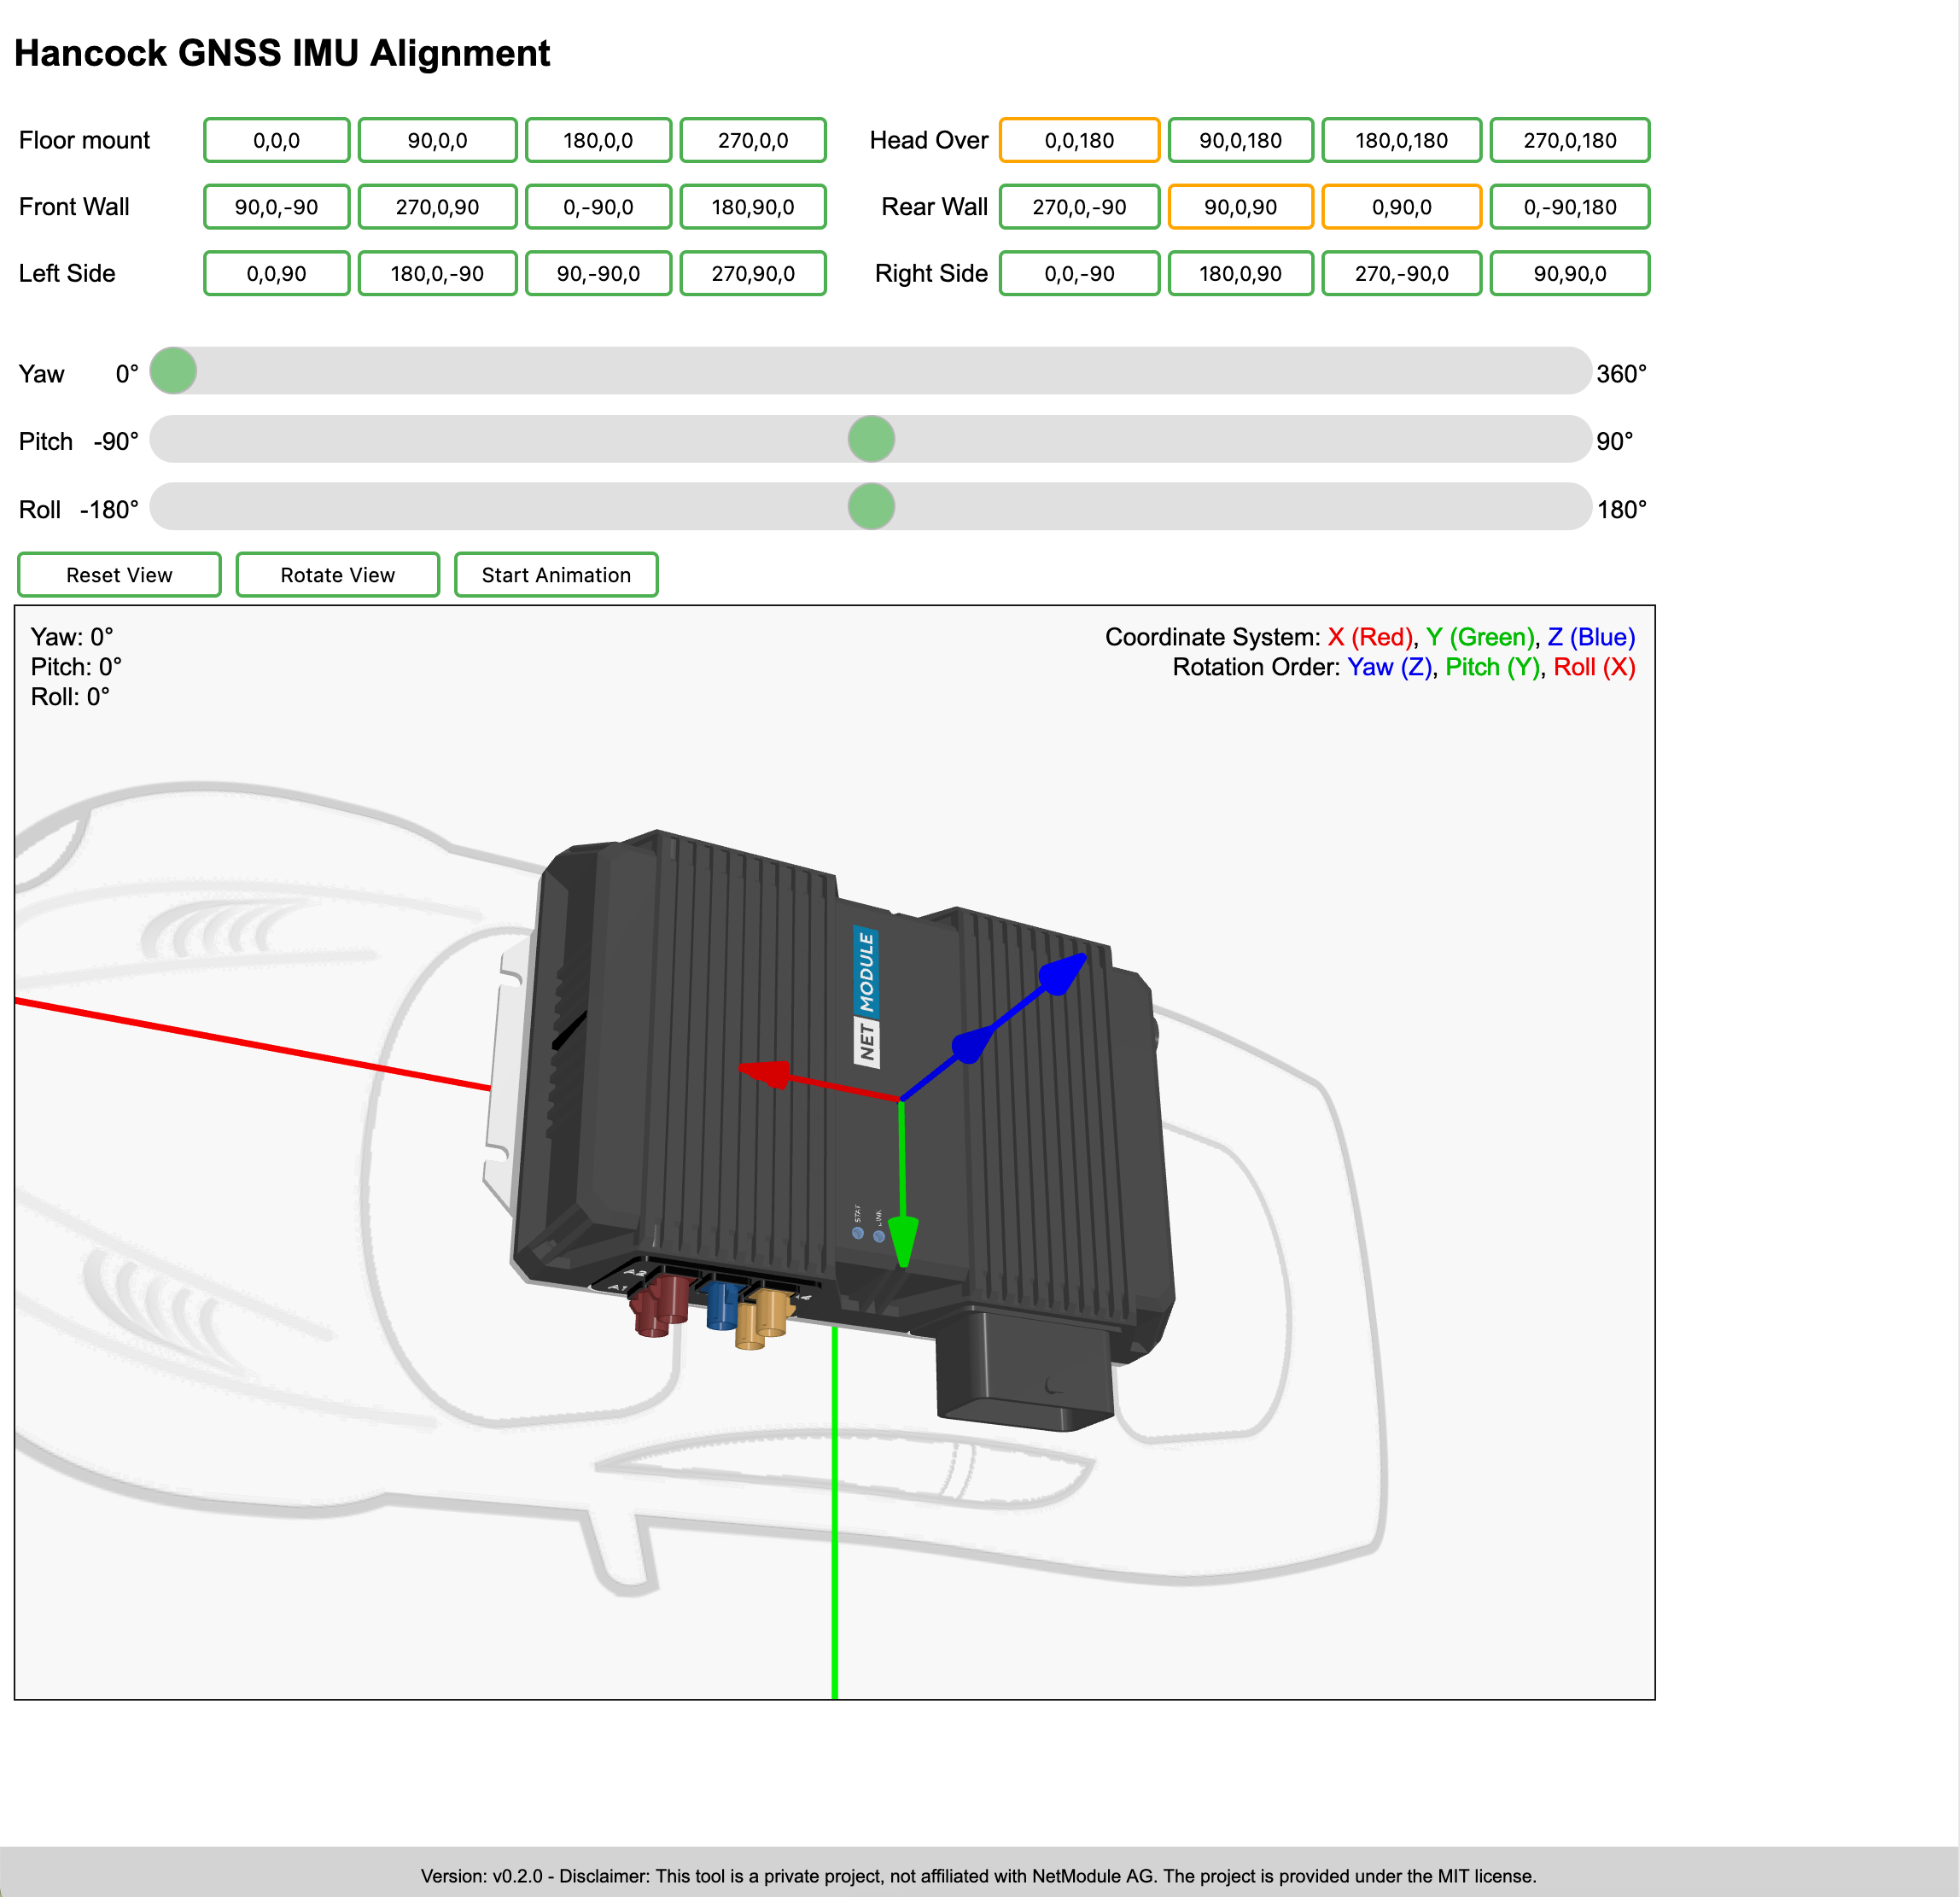 Hancock GNSS IMU Alignment
Floor mount 0,0,0 90,0,0 180,0,0 270,0,0 Head Over 0,0,180 90,0,180 180,0,180 270,0,180
Front Wall 90,0,-90 270,0,90 0,-90,0 180,90,0 Rear Wall 270,0,-90 90,0,90 0,90,0 0,-90,180
Left Side 0,0,90 180,0,-90 90,-90,0 270,90,0 Right Side 0,0,-90 180,0,90 270,-90,0 90,90,0
Yaw 0° 360°
Pitch -90° 90°
Roll -180° 180°
Reset View Rotate View Start Animation
Yaw: 0° Coordinate System: X (Red), Y (Green), Z (Blue)
Pitch: 0° Rotation Order: Yaw (Z), Pitch (Y), Roll (X)
Roll: 0°
NET MODULE
STAT
LINK
A2
A1
Version: v0.2.0 - Disclaimer: This tool is a private project, not affiliated with NetModule AG. The project is provided under the MIT license.